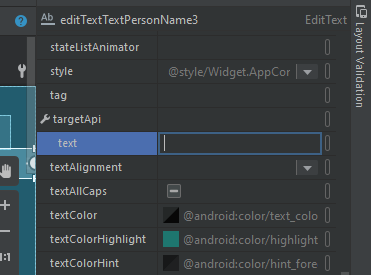 Ab editTextTextPersonName3 EditText
stateListAnimator
style @style/Widget.AppCor
tag
targetApi
text
textAlignment
textAllCaps
textColor @android:color/text_colo
textColorHighlight @android:color/highlight
textColorHint @android:color/hint_fore
Layout Validation
1:1